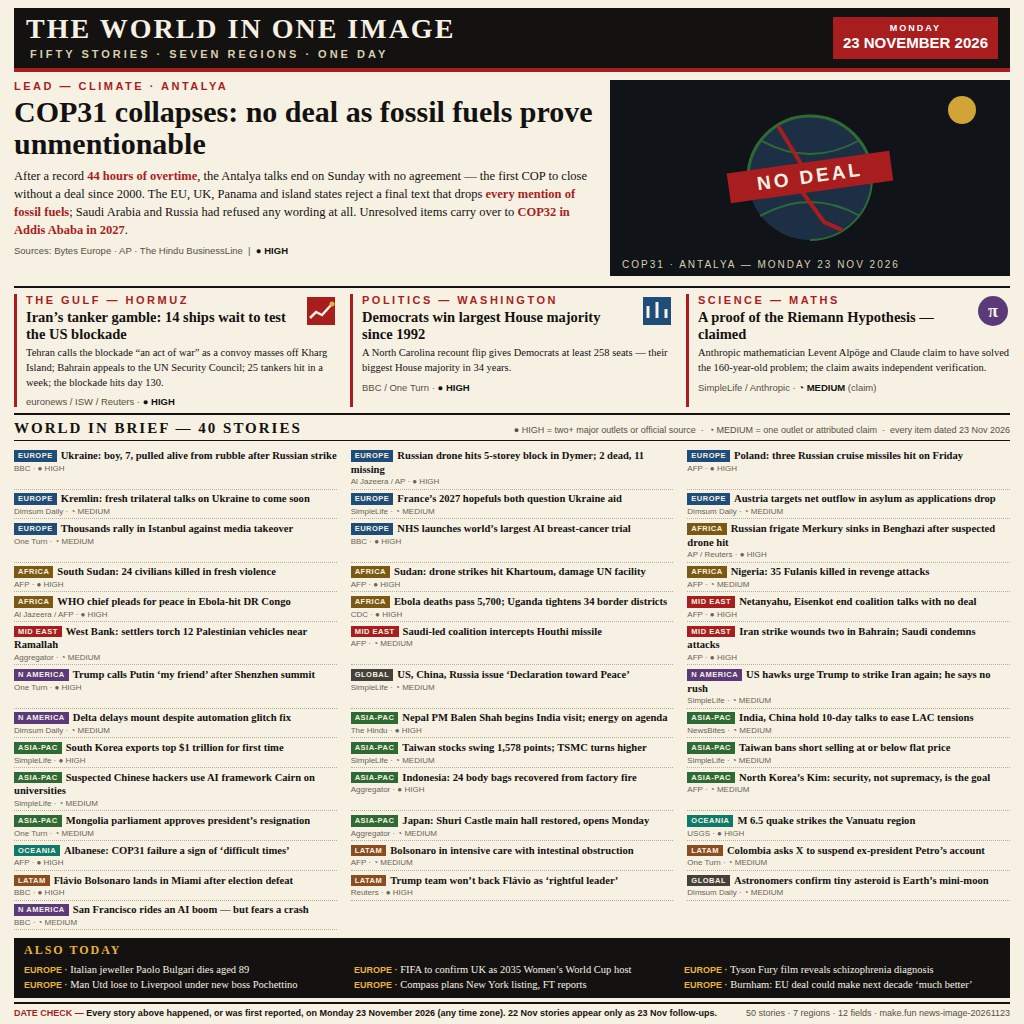 THE WORLD IN ONE IMAGE
FIFTY STORIES · SEVEN REGIONS · ONE DAY
MONDAY
23 NOVEMBER 2026
LEAD — CLIMATE · ANTALYA
COP31 collapses: no deal as fossil fuels prove
unmentionable
After a record 44 hours of overtime, the Antalya talks end on Sunday with no agreement — the first COP to close
without a deal since 2000. The EU, UK, Panama and island states reject a final text that drops every mention of
fossil fuels; Saudi Arabia and Russia had refused any wording at all. Unresolved items carry over to COP32 in
Addis Ababa in 2027.
Sources: Bytes Europe · AP · The Hindu BusinessLine | ● HIGH
NO DEAL
COP31 · ANTALYA — MONDAY 23 NOV 2026
THE GULF — HORMUZ
Iran's tanker gamble: 14 ships wait to test
the US blockade
Tehran calls the blockade "an act of war" as a convoy masses off Kharg
Island; Bahrain appeals to the UN Security Council; 25 tankers hit in a
week; the blockade hits day 130.
euronews / ISW / Reuters · ● HIGH
POLITICS — WASHINGTON
Democrats win largest House majority
since 1992
A North Carolina recount flip gives Democrats at least 258 seats — their
biggest House majority in 34 years.
BBC / One Turn · ● HIGH
SCIENCE — MATHS
π
A proof of the Riemann Hypothesis —
claimed
Anthropic mathematician Levent Alpöge and Claude claim to have solved
the 160-year-old problem; the claim awaits independent verification.
SimpleLife / Anthropic · ◔ MEDIUM (claim)
WORLD IN BRIEF — 40 STORIES
● HIGH = two+ major outlets or official source · ◔ MEDIUM = one outlet or attributed claim · every item dated 23 Nov 2026
EUROPE Ukraine: boy, 7, pulled alive from rubble after Russian strike
BBC · ● HIGH
EUROPE Russian drone hits 5-storey block in Dymer; 2 dead, 11
missing
Al Jazeera / AP · ● HIGH
EUROPE Poland: three Russian cruise missiles hit on Friday
AFP · ● HIGH
EUROPE Kremlin: fresh trilateral talks on Ukraine to come soon
Dimsum Daily · ◔ MEDIUM
EUROPE France's 2027 hopefuls both question Ukraine aid
SimpleLife · ◔ MEDIUM
EUROPE Austria targets net outflow in asylum as applications drop
Dimsum Daily · ◔ MEDIUM
EUROPE Thousands rally in Istanbul against media takeover
One Turn · ◔ MEDIUM
EUROPE NHS launches world's largest AI breast-cancer trial
BBC · ● HIGH
AFRICA Russian frigate Merkury sinks in Benghazi after suspected
drone hit
AP / Reuters · ● HIGH
AFRICA South Sudan: 24 civilians killed in fresh violence
AFP · ● HIGH
AFRICA Sudan: drone strikes hit Khartoum, damage UN facility
AFP · ● HIGH
AFRICA Nigeria: 35 Fulanis killed in revenge attacks
AFP · ◔ MEDIUM
AFRICA WHO chief pleads for peace in Ebola-hit DR Congo
Al Jazeera / AFP · ● HIGH
AFRICA Ebola deaths pass 5,700; Uganda tightens 34 border districts
CDC · ● HIGH
MID EAST Netanyahu, Eisenkot end coalition talks with no deal
AFP · ● HIGH
MID EAST West Bank: settlers torch 12 Palestinian vehicles near
Ramallah
Aggregator · ◔ MEDIUM
MID EAST Saudi-led coalition intercepts Houthi missile
AFP · ◔ MEDIUM
MID EAST Iran strike wounds two in Bahrain; Saudi condemns
attacks
AFP · ● HIGH
N AMERICA Trump calls Putin 'my friend' after Shenzhen summit
One Turn · ● HIGH
GLOBAL US, China, Russia issue 'Declaration toward Peace'
SimpleLife · ◔ MEDIUM
N AMERICA US hawks urge Trump to strike Iran again; he says no
rush
SimpleLife · ◔ MEDIUM
N AMERICA Delta delays mount despite automation glitch fix
Dimsum Daily · ◔ MEDIUM
ASIA-PAC Nepal PM Balen Shah begins India visit; energy on agenda
The Hindu · ● HIGH
ASIA-PAC India, China hold 10-day talks to ease LAC tensions
NewsBites · ◔ MEDIUM
ASIA-PAC South Korea exports top $1 trillion for first time
SimpleLife · ● HIGH
ASIA-PAC Taiwan stocks swing 1,578 points; TSMC turns higher
SimpleLife · ◔ MEDIUM
ASIA-PAC Taiwan bans short selling at or below flat price
SimpleLife · ◔ MEDIUM
ASIA-PAC Suspected Chinese hackers use AI framework Cairn on
universities
SimpleLife · ◔ MEDIUM
ASIA-PAC Indonesia: 24 body bags recovered from factory fire
Aggregator · ● HIGH
ASIA-PAC North Korea's Kim: security, not supremacy, is the goal
AFP · ◔ MEDIUM
ASIA-PAC Mongolia parliament approves president's resignation
One Turn · ◔ MEDIUM
ASIA-PAC Japan: Shuri Castle main hall restored, opens Monday
Aggregator · ◔ MEDIUM
OCEANIA M 6.5 quake strikes the Vanuatu region
USGS · ● HIGH
OCEANIA Albanese: COP31 failure a sign of 'difficult times'
AFP · ● HIGH
LATAM Bolsonaro in intensive care with intestinal obstruction
AFP · ◔ MEDIUM
LATAM Colombia asks X to suspend ex-president Petro's account
One Turn · ◔ MEDIUM
LATAM Flávio Bolsonaro lands in Miami after election defeat
BBC · ● HIGH
LATAM Trump team won't back Flávio as 'rightful leader'
Reuters · ● HIGH
GLOBAL Astronomers confirm tiny asteroid is Earth's mini-moon
Dimsum Daily · ◔ MEDIUM
N AMERICA San Francisco rides an AI boom — but fears a crash
BBC · ◔ MEDIUM
ALSO TODAY
EUROPE · Italian jeweller Paolo Bulgari dies aged 89
EUROPE · FIFA to confirm UK as 2035 Women's World Cup host
EUROPE · Tyson Fury film reveals schizophrenia diagnosis
EUROPE · Man Utd lose to Liverpool under new boss Pochettino
EUROPE · Compass plans New York listing, FT reports
EUROPE · Burnham: EU deal could make next decade 'much better'
DATE CHECK — Every story above happened, or was first reported, on Monday 23 November 2026 (any time zone). 22 Nov stories appear only as 23 Nov follow-ups.
50 stories · 7 regions · 12 fields · make.fun news-image-20261123